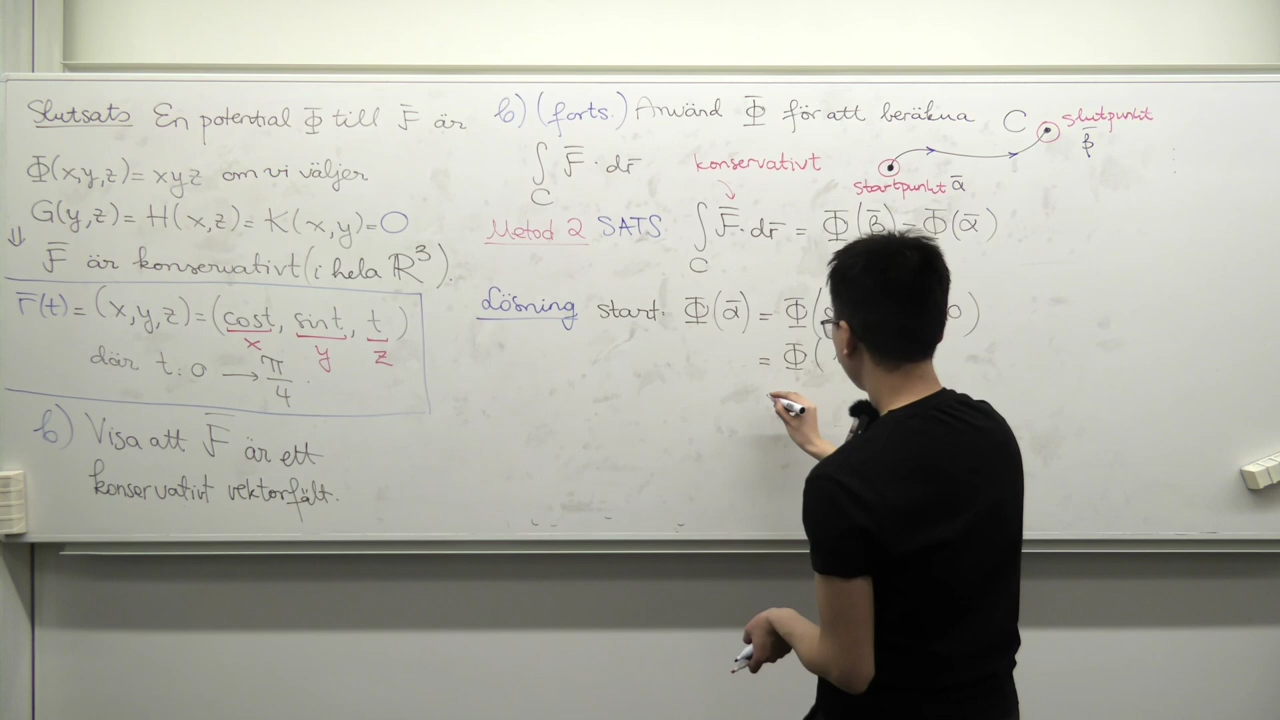 Slutsats En potential Φ till F̄ är
Φ(x,y,z)= xyz om vi väljer
G(y,z)= H(x,z)= K(x,y)=0
⇓ F̄ är konservativt (i hela ℝ³).
r̄(t)= (x,y,z)=(cost, sint, t)
x y z
där t: 0 → π/4.
b) Visa att F̄ är ett
konservativt vektorfält.
b) (forts.) Använd Φ för att beräkna
∫_C F̄ · dr̄
konservativt
C
slutpunkt
β̄
startpunkt ᾱ
Metod 2 SATS ∫_C F̄ · dr̄ = Φ(β̄) – Φ(ᾱ)
Lösning start: Φ(ᾱ) = Φ( 0)
= Φ(